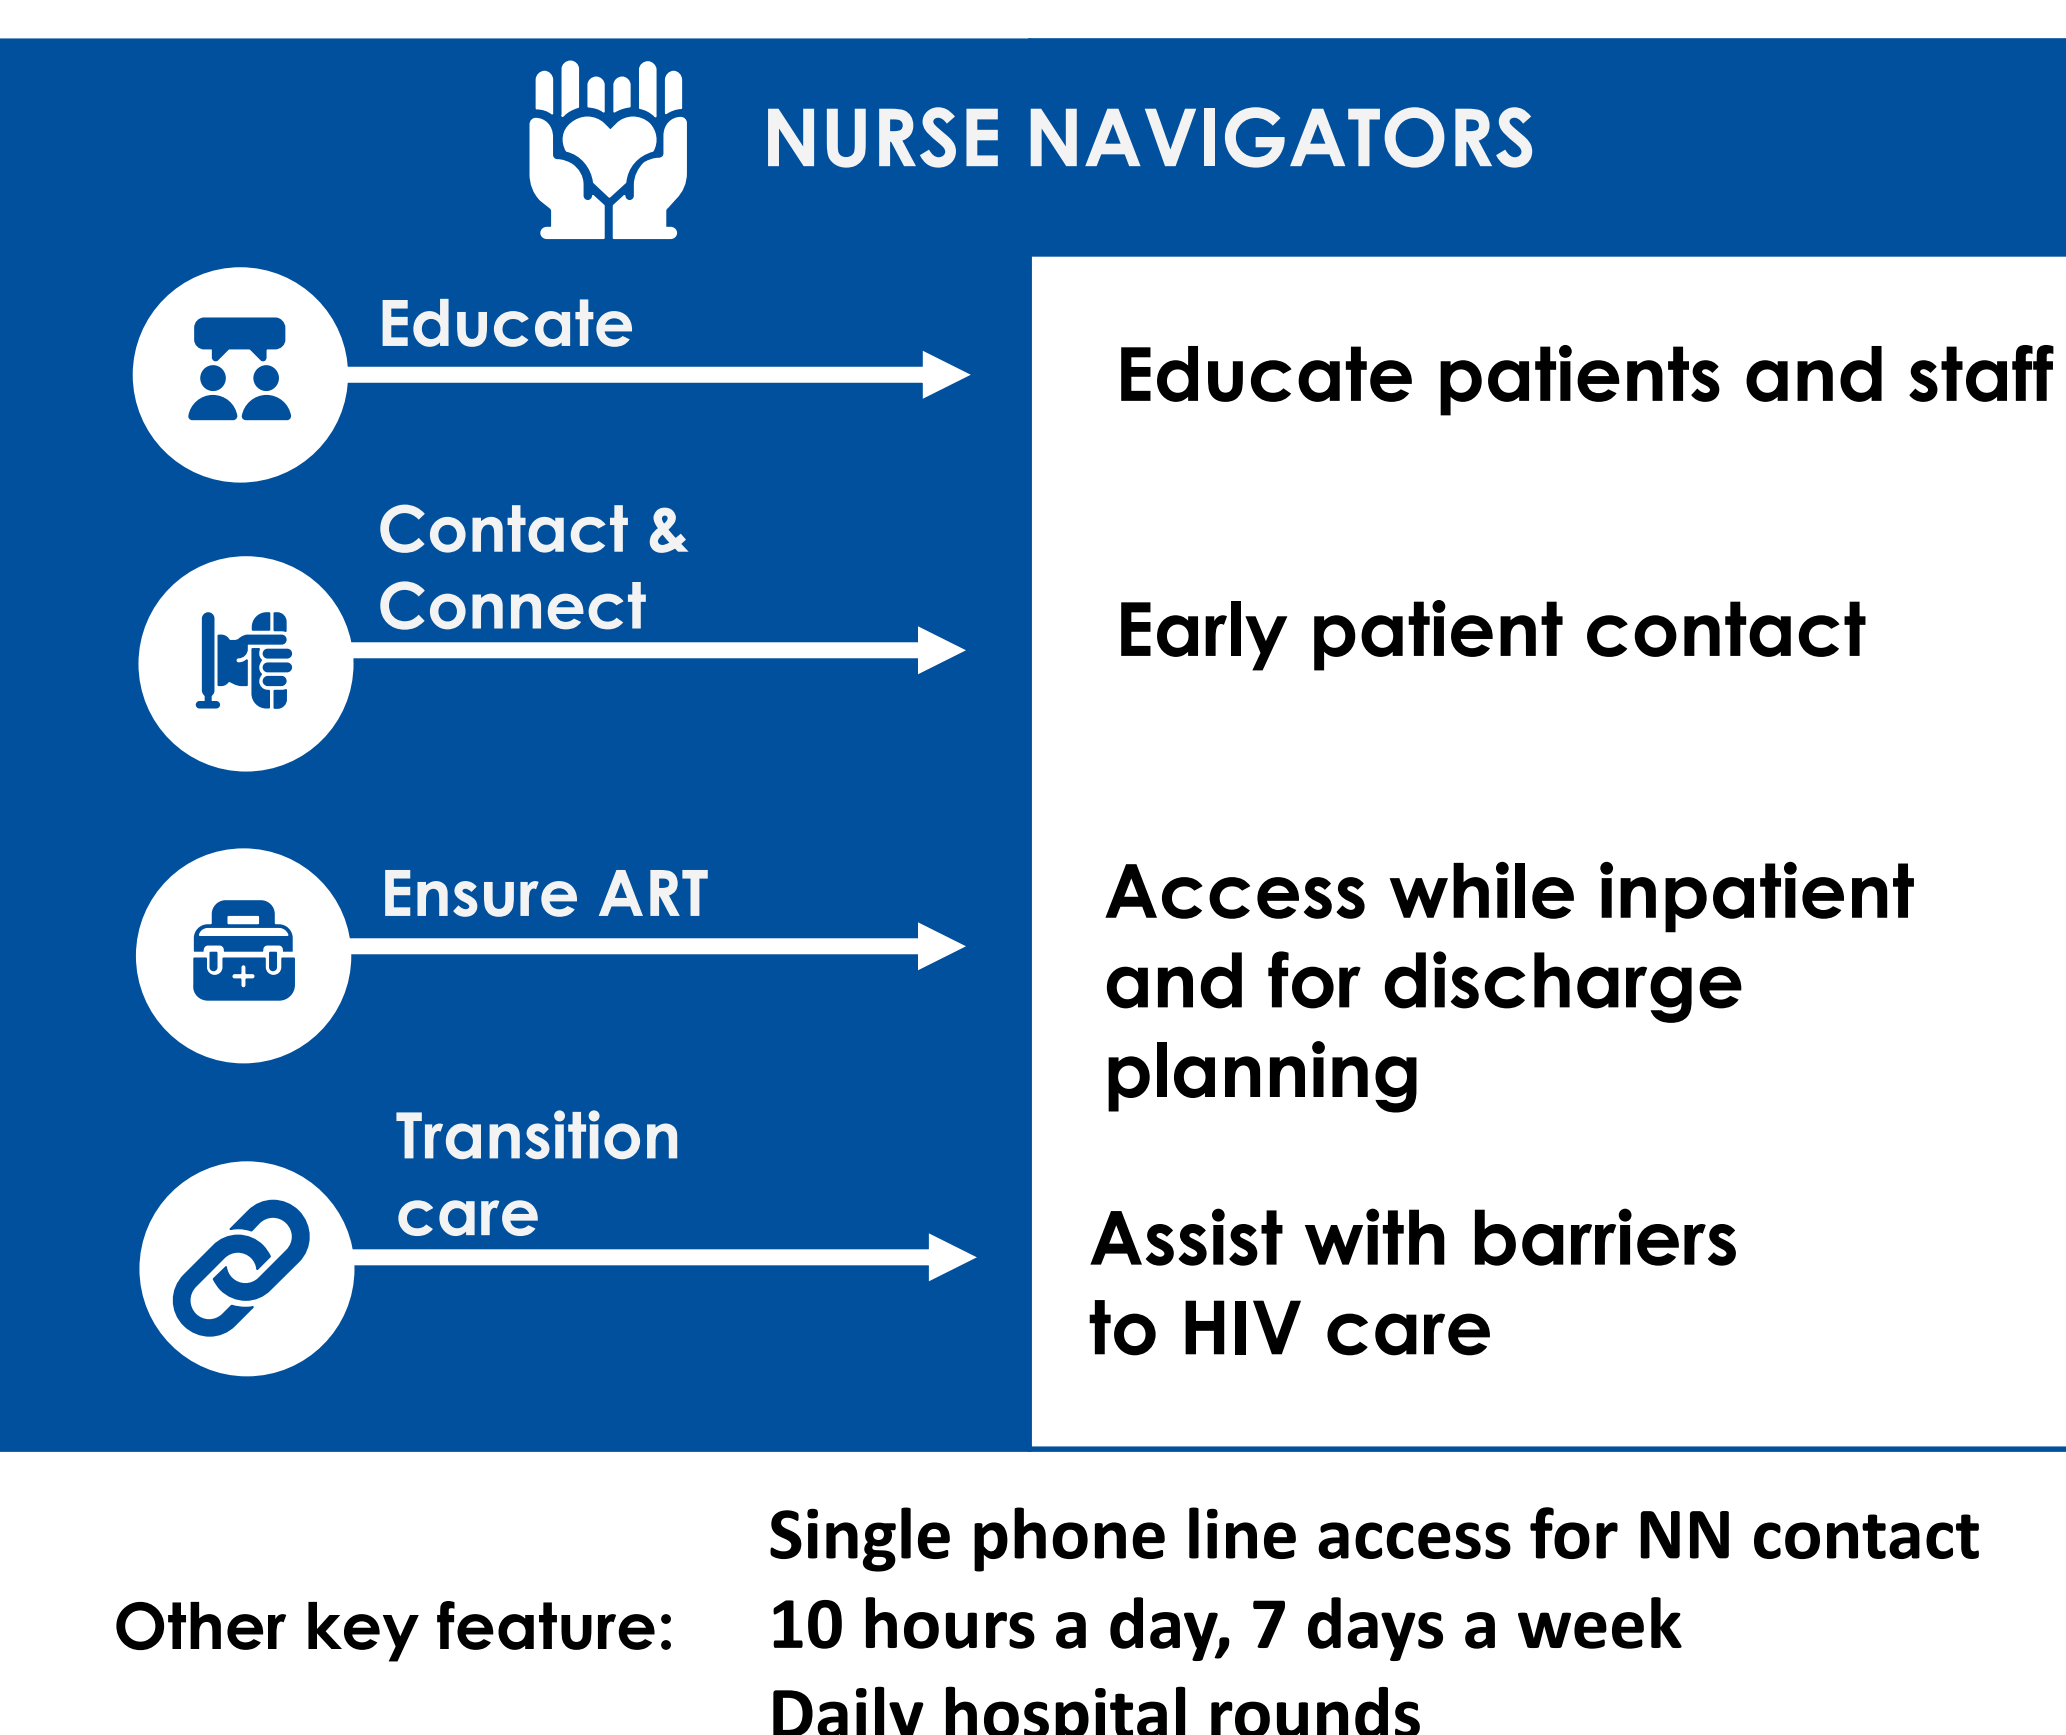 NURSE NAVIGATORS
Educate
Educate patients and staff
Contact &
Connect
Early patient contact
Ensure ART
Access while inpatient
and for discharge
planning
Transition
care
Assist with barriers
to HIV care
Other key feature:
Single phone line access for NN contact
10 hours a day, 7 days a week
Daily hospital rounds